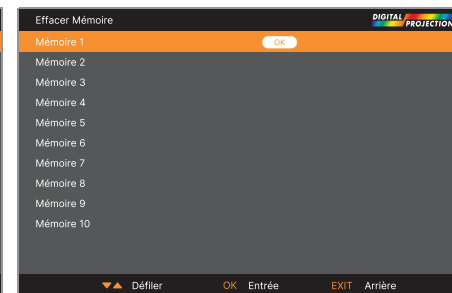 Effacer Mémoire
DIGITAL PROJECTION
Mémoire 1 OK
Mémoire 2
Mémoire 3
Mémoire 4
Mémoire 5
Mémoire 6
Mémoire 7
Mémoire 8
Mémoire 9
Mémoire 10
Défiler OK Entrée EXIT Arrière